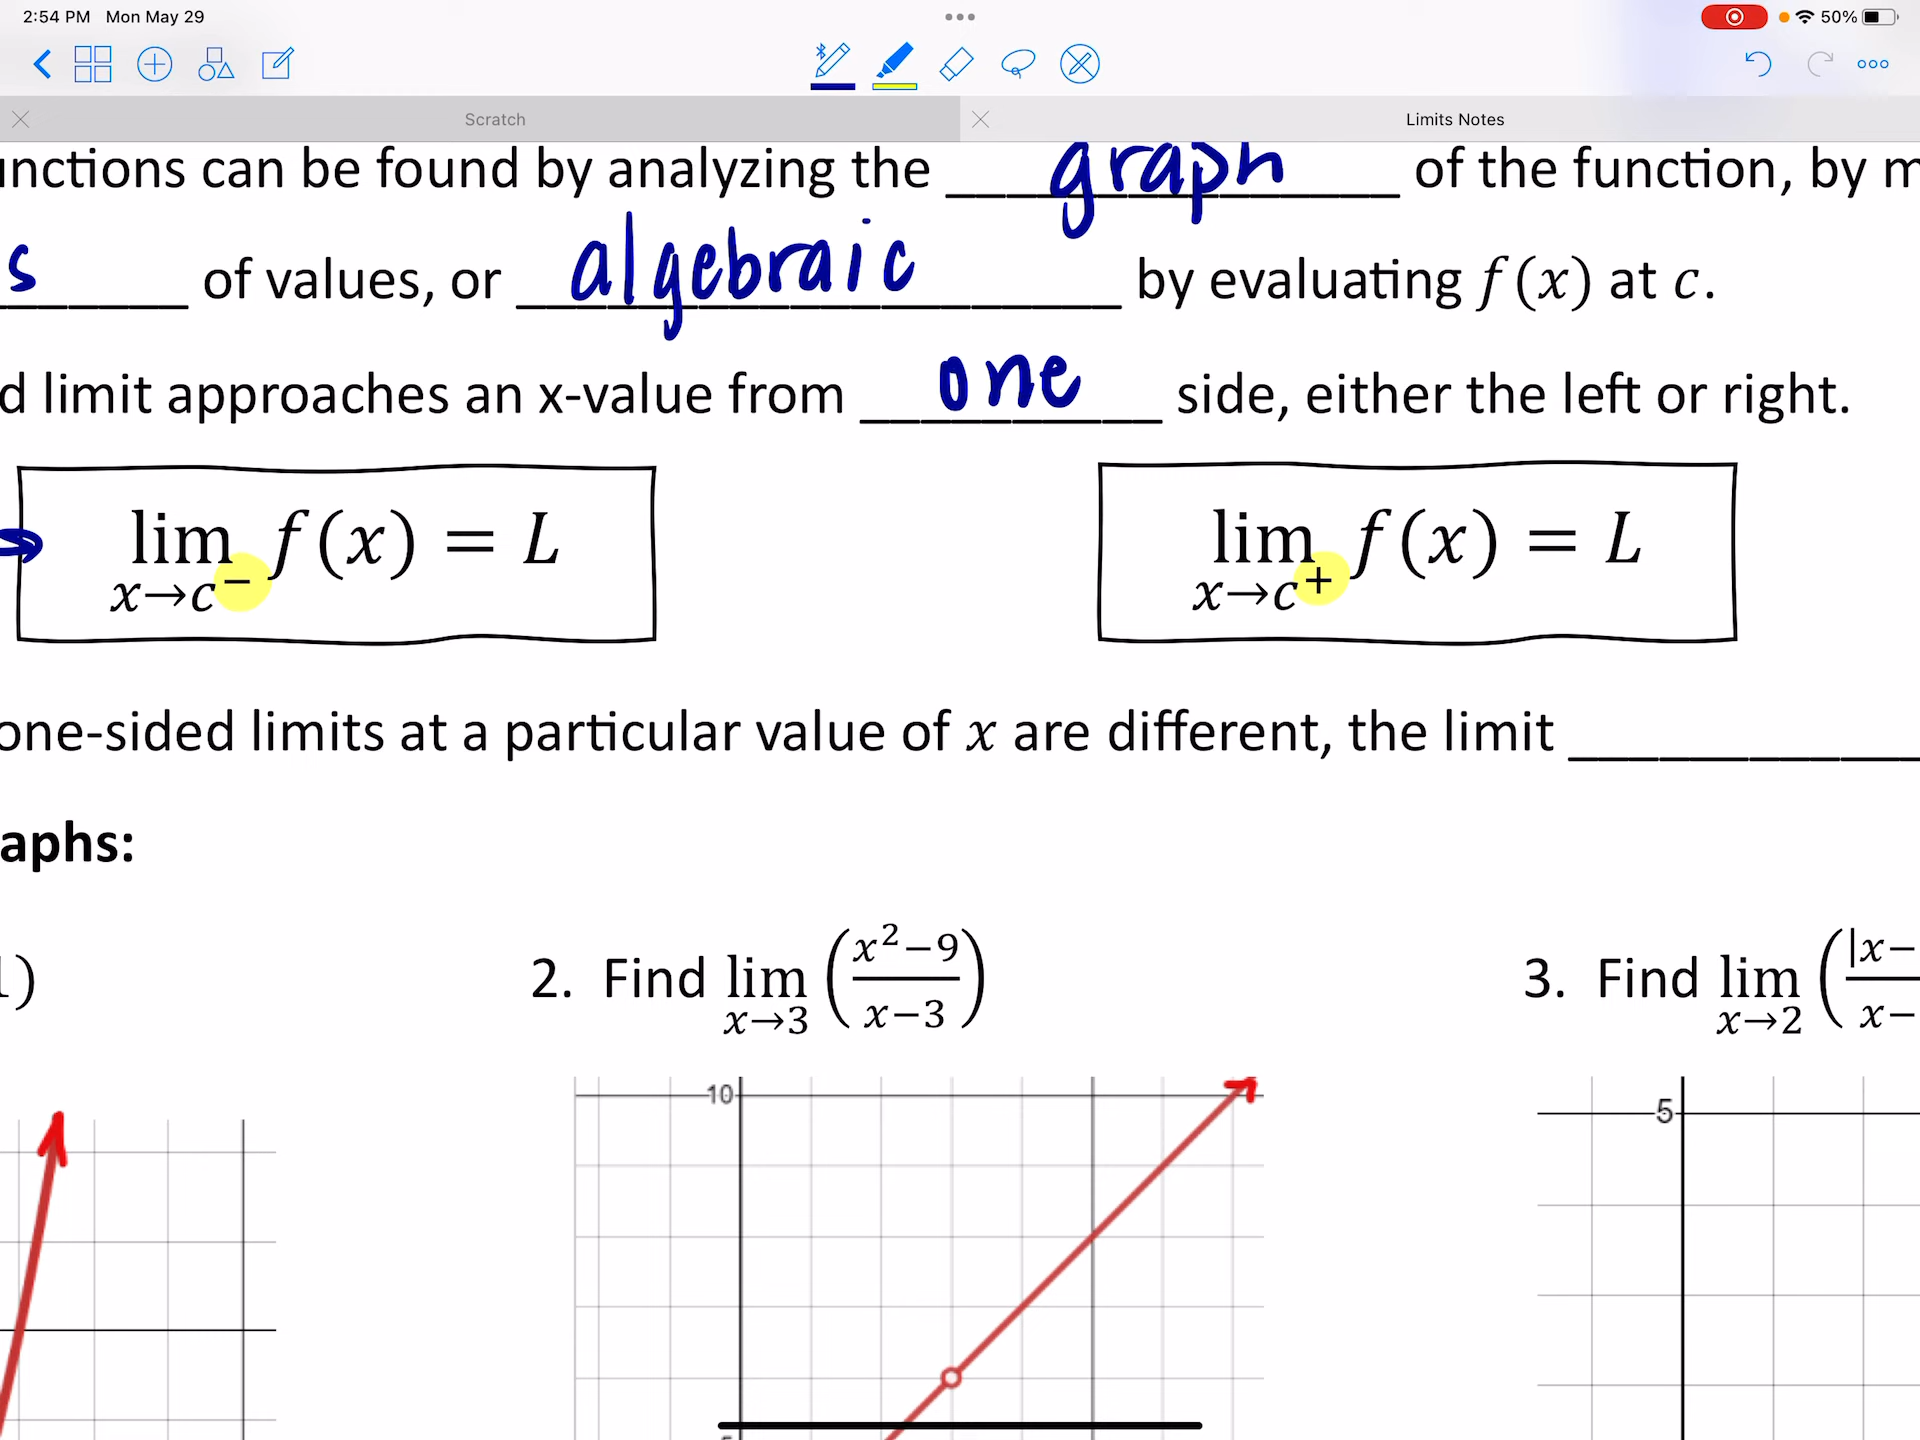 2:54 PM Mon May 29
50%
Scratch
Limits Notes
unctions can be found by analyzing the graph of the function, by m
s of values, or algebraic by evaluating f(x) at c.
d limit approaches an x-value from one side, either the left or right.
lim x→c⁻ f(x) = L
lim x→c⁺ f(x) = L
one-sided limits at a particular value of x are different, the limit
aphs:
1)
2. Find lim x→3 (x²−9 / x−3)
3. Find lim x→2 (|x− / x−
10
5